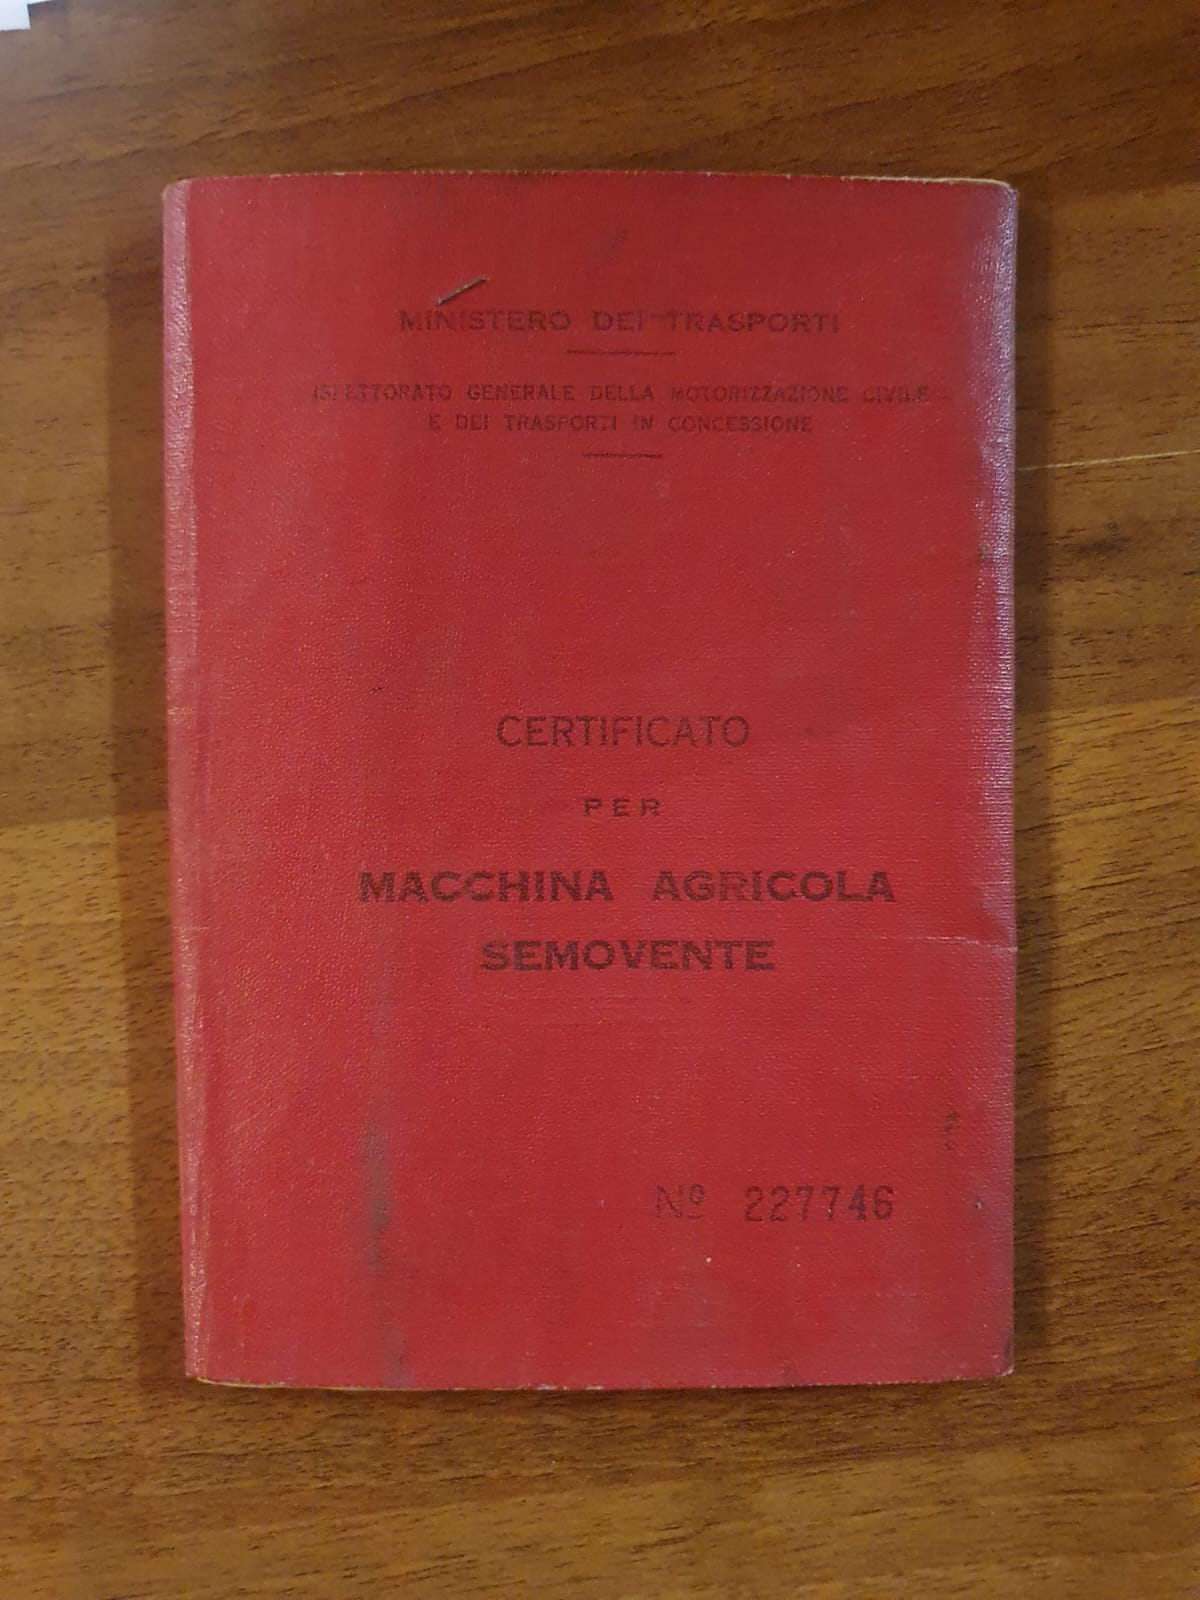 MINISTERO DEI TRASPORTI
ISPETTORATO GENERALE DELLA MOTORIZZAZIONE CIVILE
E DEI TRASPORTI IN CONCESSIONE
CERTIFICATO
PER
MACCHINA AGRICOLA
SEMOVENTE
Nº 227746